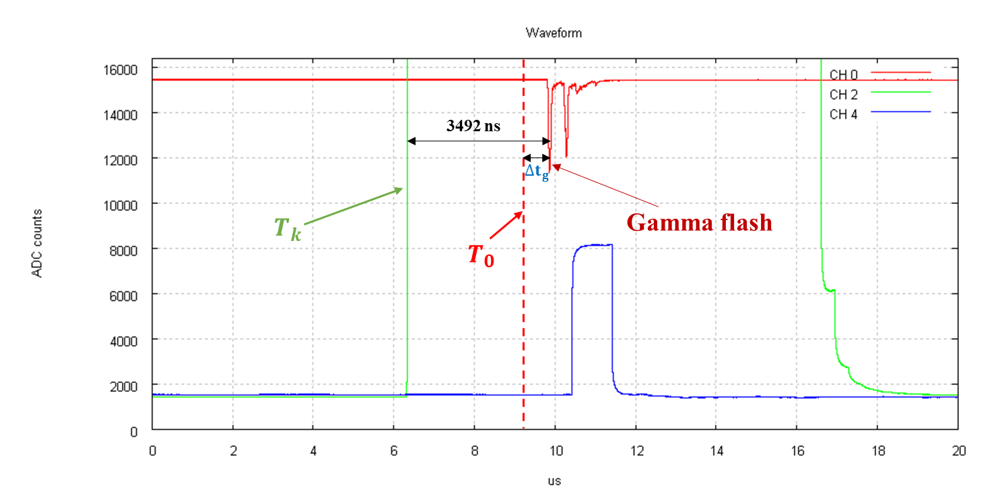 Waveform
16000
14000
12000
10000
8000
6000
4000
2000
0
ADC counts
CH 0
CH 2
CH 4
3492 ns
Δtg
Tk
T0
Gamma flash
0 2 4 6 8 10 12 14 16 18 20
us